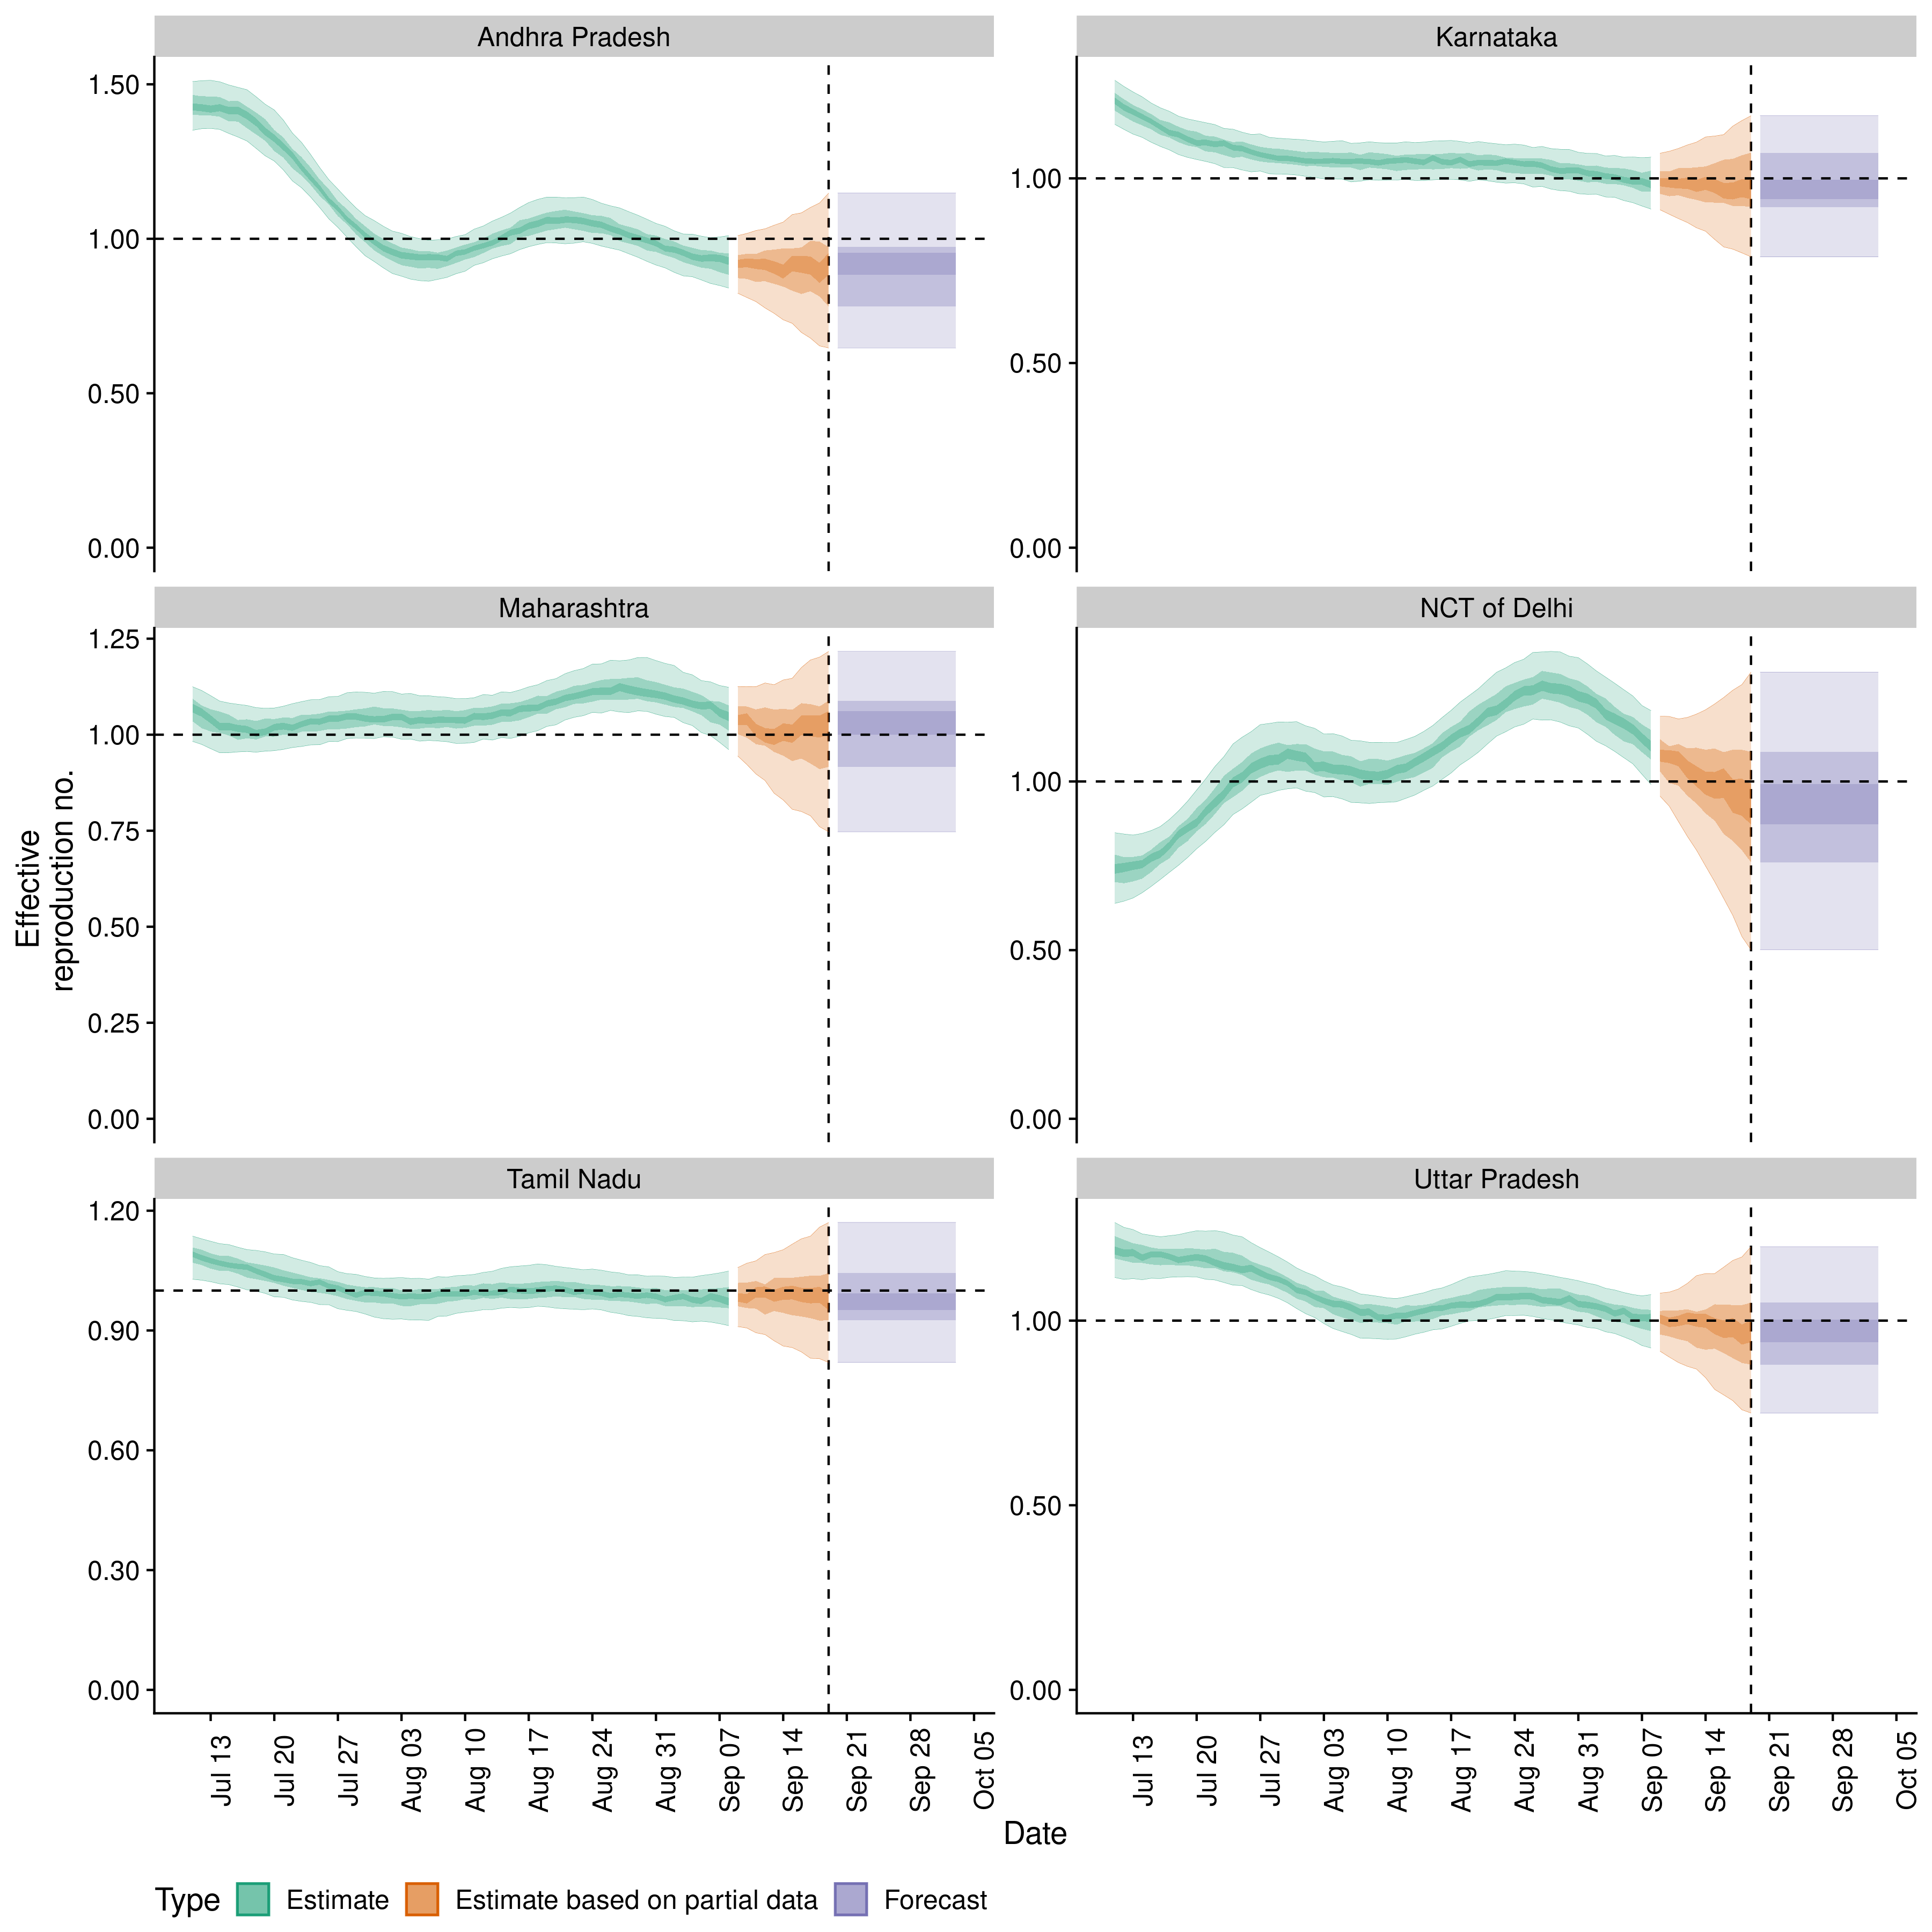 Andhra Pradesh
Karnataka
1.50
1.00
0.50
0.00
1.00
0.50
0.00
Maharashtra
NCT of Delhi
1.25
1.00
0.75
0.50
0.25
0.00
1.00
0.50
0.00
Effective
reproduction no.
Tamil Nadu
Uttar Pradesh
1.20
0.90
0.60
0.30
0.00
1.00
0.50
0.00
Jul 13
Jul 20
Jul 27
Aug 03
Aug 10
Aug 17
Aug 24
Aug 31
Sep 07
Sep 14
Sep 21
Sep 28
Oct 05
Jul 13
Jul 20
Jul 27
Aug 03
Aug 10
Aug 17
Aug 24
Aug 31
Sep 07
Sep 14
Sep 21
Sep 28
Oct 05
Date
Type Estimate Estimate based on partial data Forecast